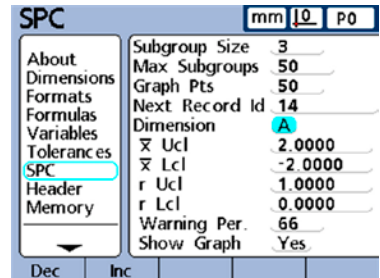 SPC
mm
0
P0
About
Dimensions
Formats
Formulas
Variables
Tolerances
SPC
Header
Memory
Subgroup Size 3
Max Subgroups 50
Graph Pts 50
Next Record Id 14
Dimension A
x̄ Ucl 2.0000
x̄ Lcl -2.0000
r Ucl 1.0000
r Lcl 0.0000
Warning Per. 66
Show Graph Yes
Dec Inc